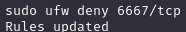 sudo ufw deny 6667/tcp
Rules updated